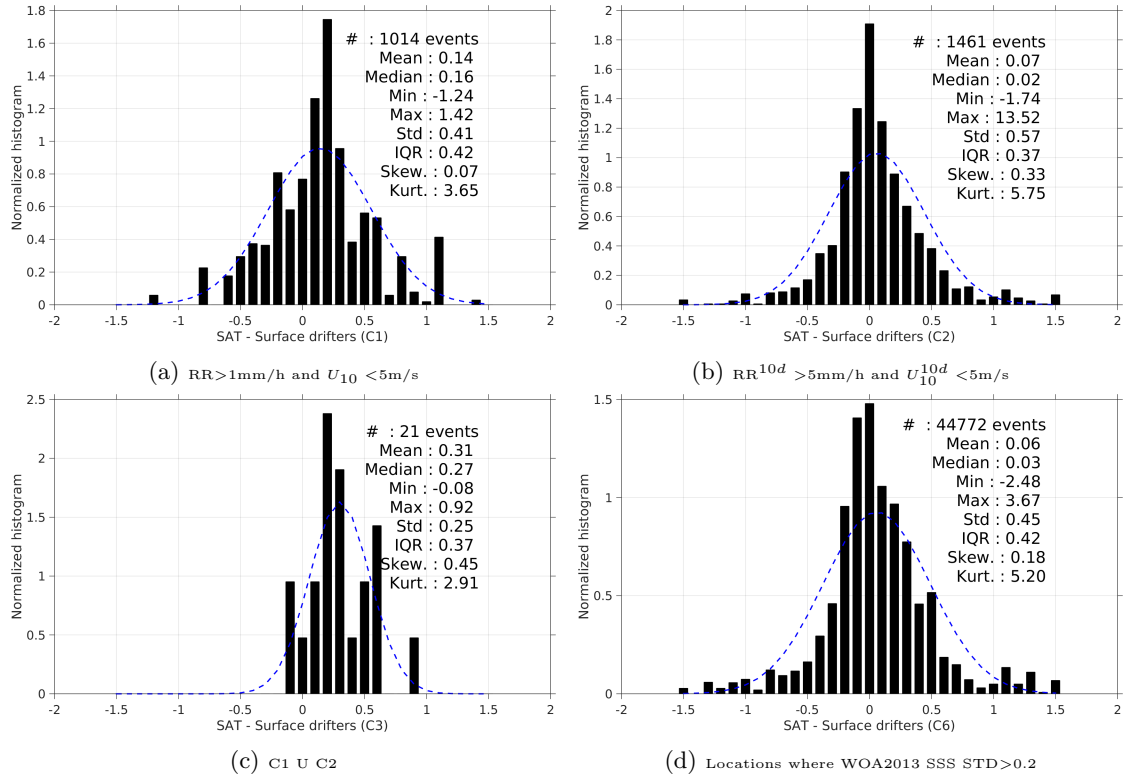 1.8
1.6
1.4
1.2
1
0.8
0.6
0.4
0.2
0
Normalized histogram
# : 1014 events
Mean : 0.14
Median : 0.16
Min : -1.24
Max : 1.42
Std : 0.41
IQR : 0.42
Skew. : 0.07
Kurt. : 3.65
-2 -1.5 -1 -0.5 0 0.5 1 1.5 2
SAT - Surface drifters (C1)
(a) RR>1mm/h and U10 <5m/s
2
1.8
1.6
1.4
1.2
1
0.8
0.6
0.4
0.2
0
Normalized histogram
# : 1461 events
Mean : 0.07
Median : 0.02
Min : -1.74
Max : 13.52
Std : 0.57
IQR : 0.37
Skew. : 0.33
Kurt. : 5.75
-2 -1.5 -1 -0.5 0 0.5 1 1.5 2
SAT - Surface drifters (C2)
(b) RR^10d >5mm/h and U10^10d <5m/s
2.5
2
1.5
1
0.5
0
Normalized histogram
# : 21 events
Mean : 0.31
Median : 0.27
Min : -0.08
Max : 0.92
Std : 0.25
IQR : 0.37
Skew. : 0.45
Kurt. : 2.91
-2 -1.5 -1 -0.5 0 0.5 1 1.5 2
SAT - Surface drifters (C3)
(c) C1 U C2
1.5
1
0.5
0
Normalized histogram
# : 44772 events
Mean : 0.06
Median : 0.03
Min : -2.48
Max : 3.67
Std : 0.45
IQR : 0.42
Skew. : 0.18
Kurt. : 5.20
-2 -1.5 -1 -0.5 0 0.5 1 1.5 2
SAT - Surface drifters (C6)
(d) Locations where WOA2013 SSS STD>0.2